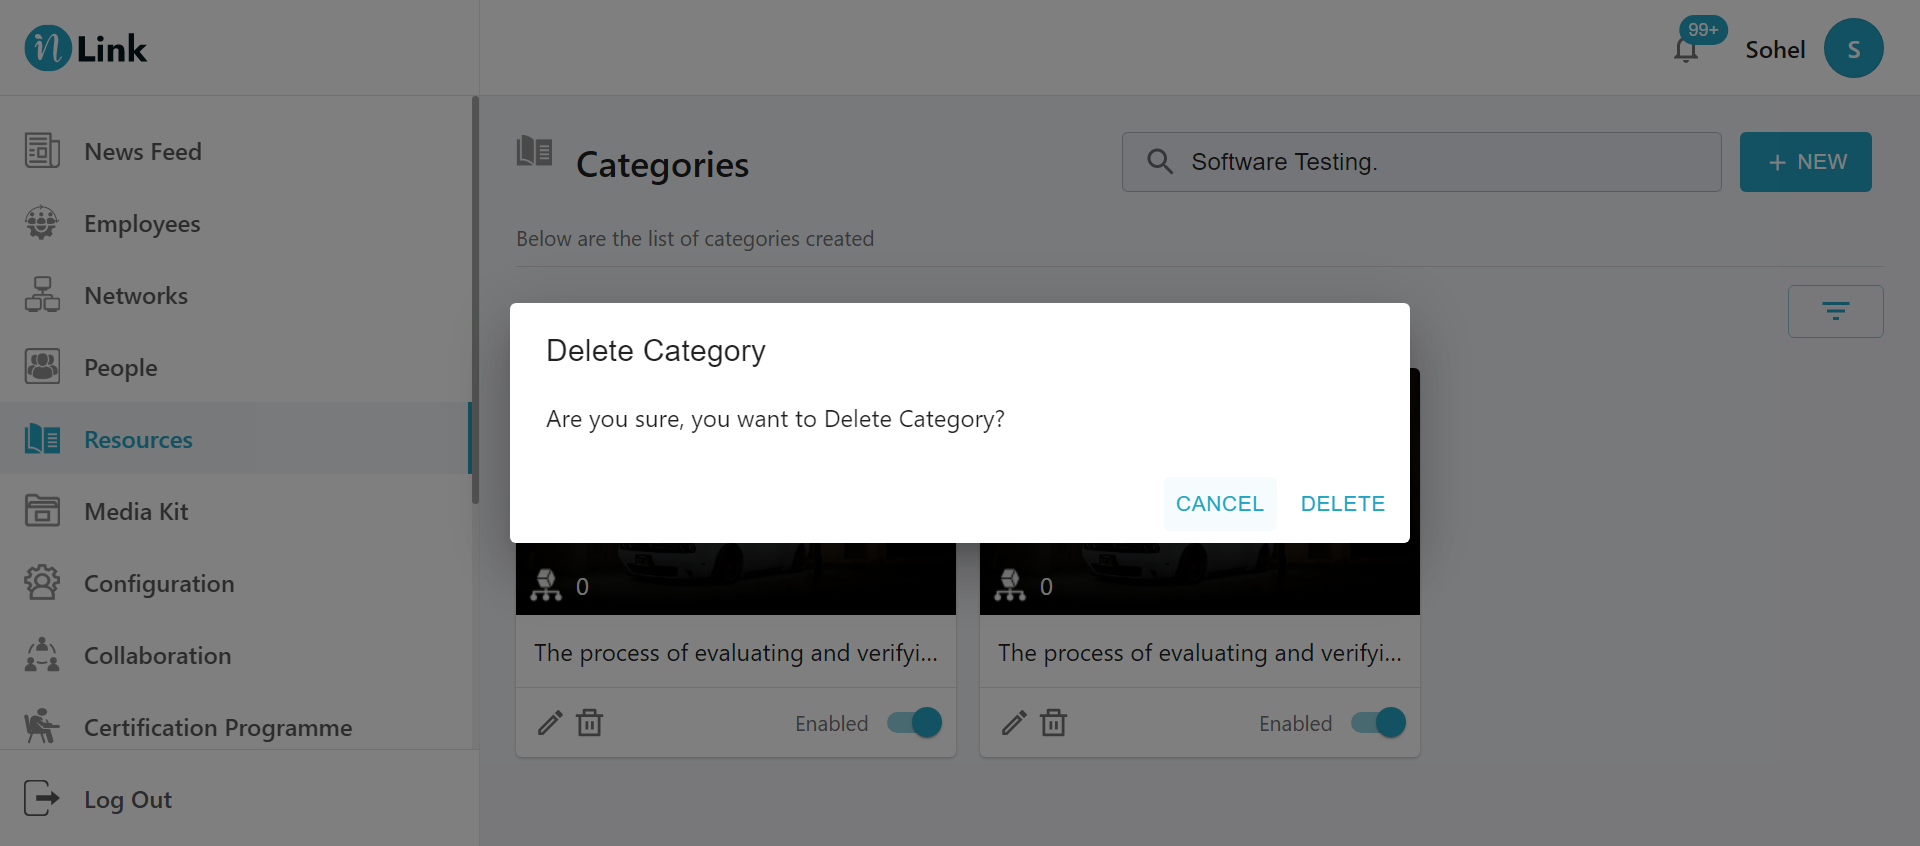 n Link
99+
Sohel
S
News Feed
Employees
Networks
People
Resources
Media Kit
Configuration
Collaboration
Certification Programme
Log Out
Categories
Software Testing.
+ NEW
Below are the list of categories created
Delete Category
Are you sure, you want to Delete Category?
CANCEL
DELETE
0
0
The process of evaluating and verifyi...
The process of evaluating and verifyi...
Enabled
Enabled